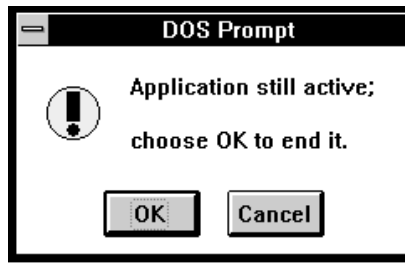 DOS Prompt
Application still active;
choose OK to end it.
OK Cancel